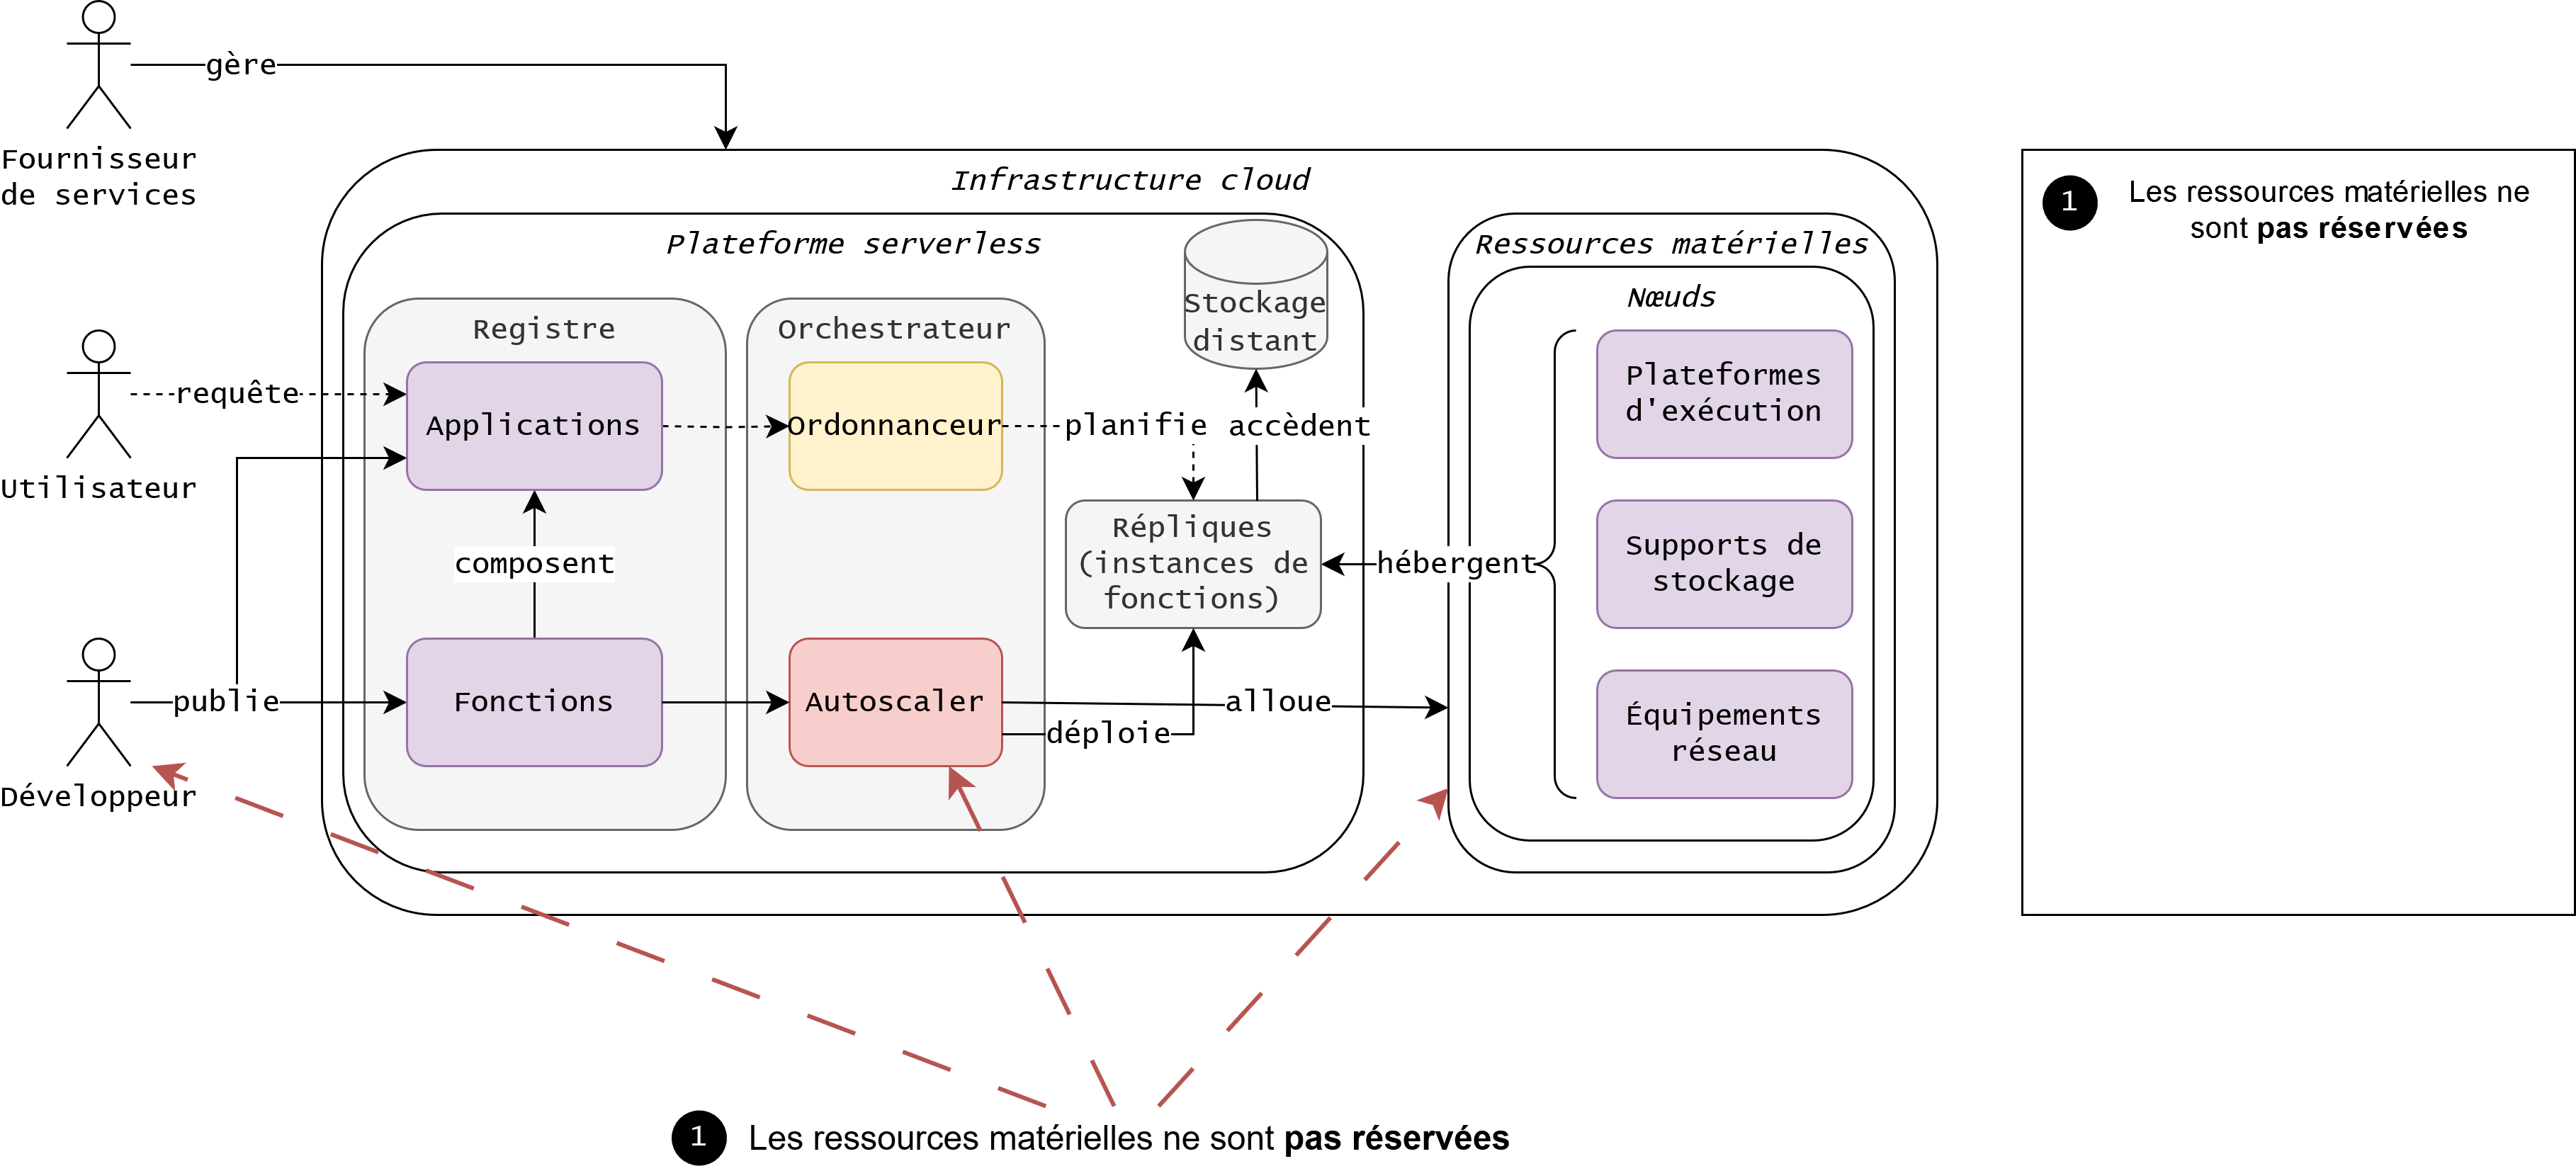 gère
Fournisseur
de services
Infrastructure cloud
Plateforme serverless
Ressources matérielles
Nœuds
Registre
Orchestrateur
Stockage
distant
Utilisateur
requête
Applications
Ordonnanceur
planifie
accèdent
Plateformes
d'exécution
composent
Répliques
(instances de
fonctions)
hébergent
Supports de
stockage
Développeur
publie
Fonctions
Autoscaler
alloue
déploie
Équipements
réseau
1
Les ressources matérielles ne
sont pas réservées
1 Les ressources matérielles ne sont pas réservées